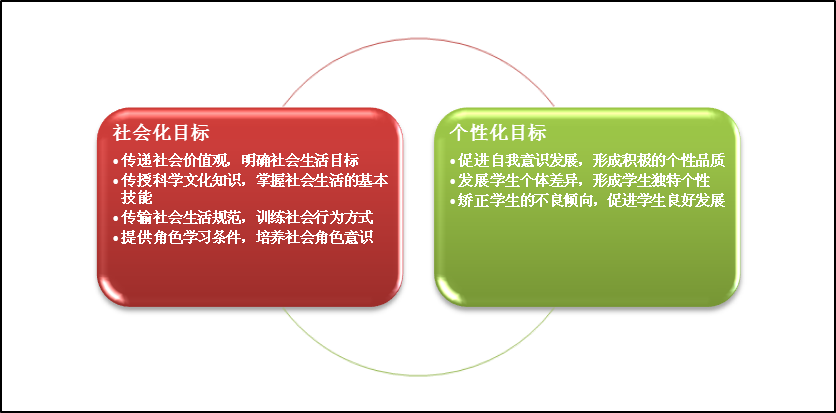 社会化目标
•传递社会价值观，明确社会生活目标
•传授科学文化知识，掌握社会生活的基本
技能
•传输社会生活规范，训练社会行为方式
•提供角色学习条件，培养社会角色意识
个性化目标
•促进自我意识发展，形成积极的个性品质
•发展学生个体差异，形成学生独特个性
•矫正学生的不良倾向，促进学生良好发展